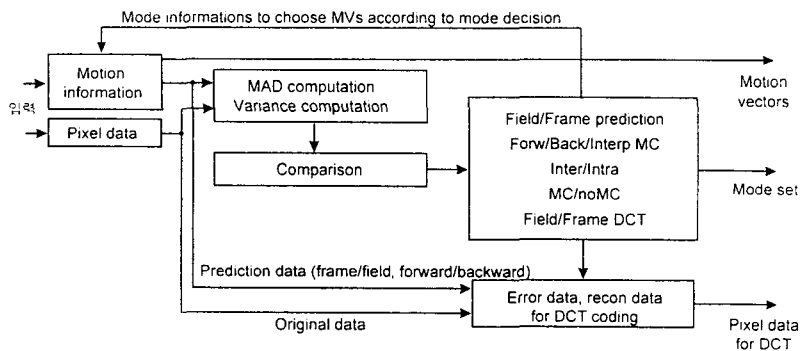 Mode informations to choose MVs according to mode decision
Motion
information
MAD computation
Variance computation
Motion
vectors
입력
Pixel data
Field/Frame prediction
Forw/Back/Interp MC
Inter/Intra
MC/noMC
Field/Frame DCT
Comparison
Mode set
Prediction data (frame/field, forward/backward)
Error data, recon data
for DCT coding
Original data
Pixel data
for DCT